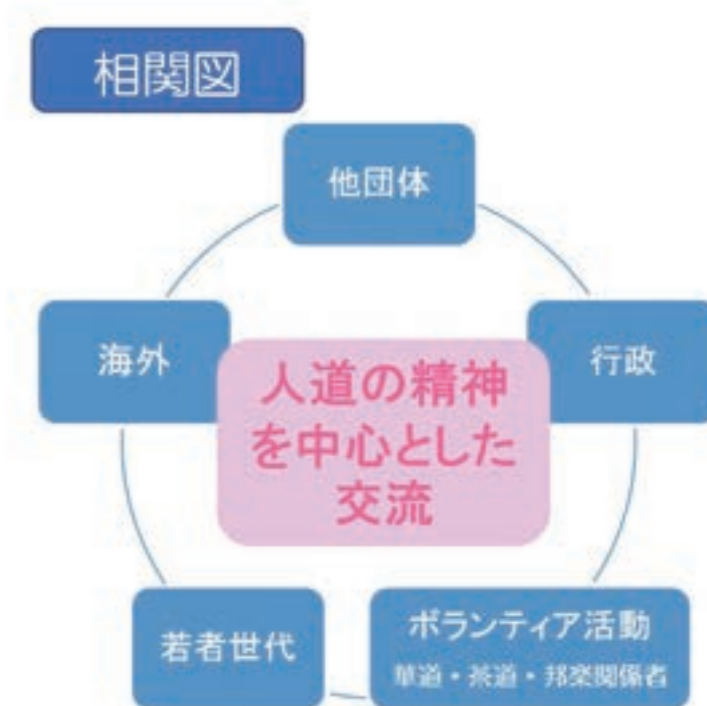 相関図
他団体
海外
行政
人道の精神
を中心とした
交流
若者世代
ボランティア活動
華道・茶道・邦楽関係者